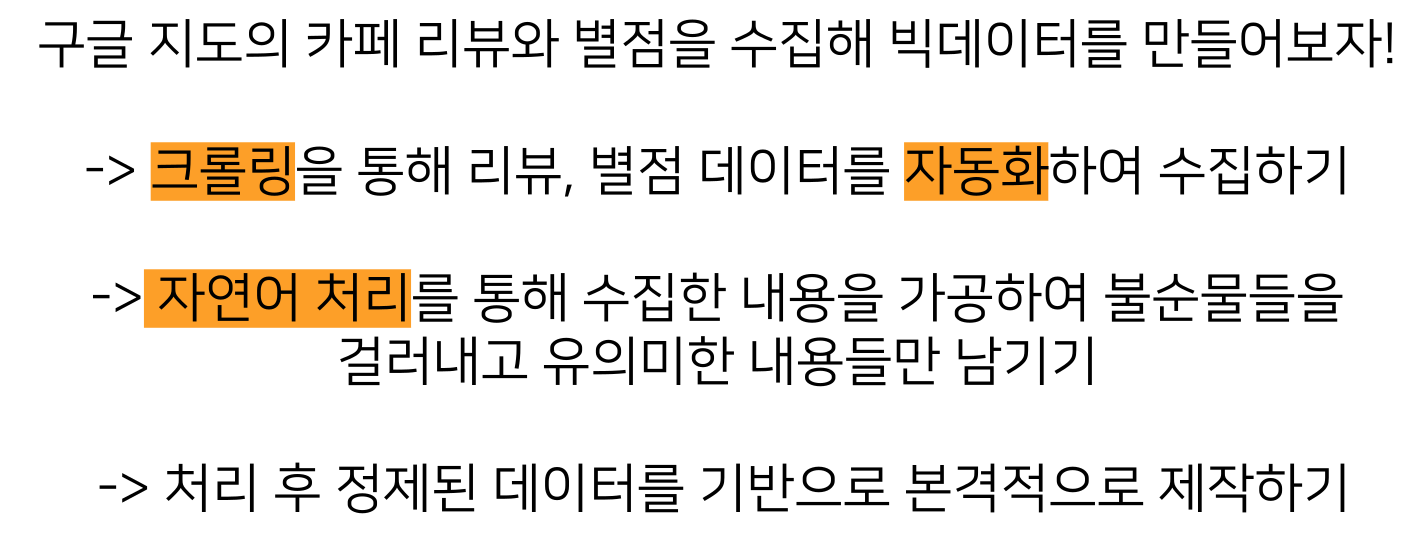 구글 지도의 카페 리뷰와 별점을 수집해 빅데이터를 만들어보자!
-> 크롤링을 통해 리뷰, 별점 데이터를 자동화하여 수집하기
-> 자연어 처리를 통해 수집한 내용을 가공하여 불순물들을
걸러내고 유의미한 내용들만 남기기
-> 처리 후 정제된 데이터를 기반으로 본격적으로 제작하기